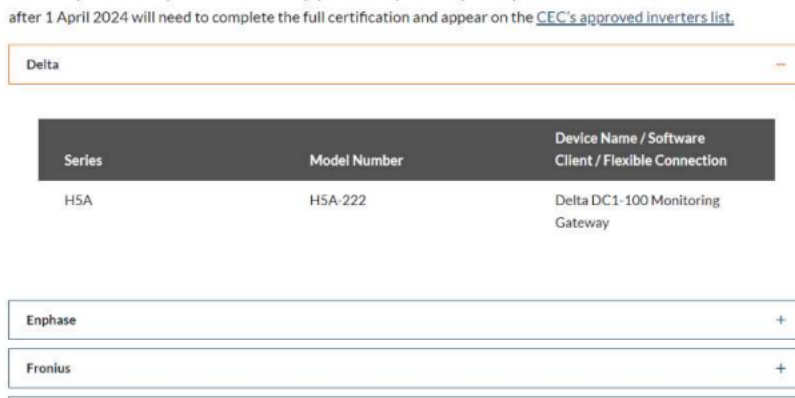 after 1 April 2024 will need to complete the full certification and appear on the CEC's approved inverters list.
Delta
Series Model Number Device Name / Software
Client / Flexible Connection
H5A H5A-222 Delta DC1-100 Monitoring
Gateway
Enphase
Fronius